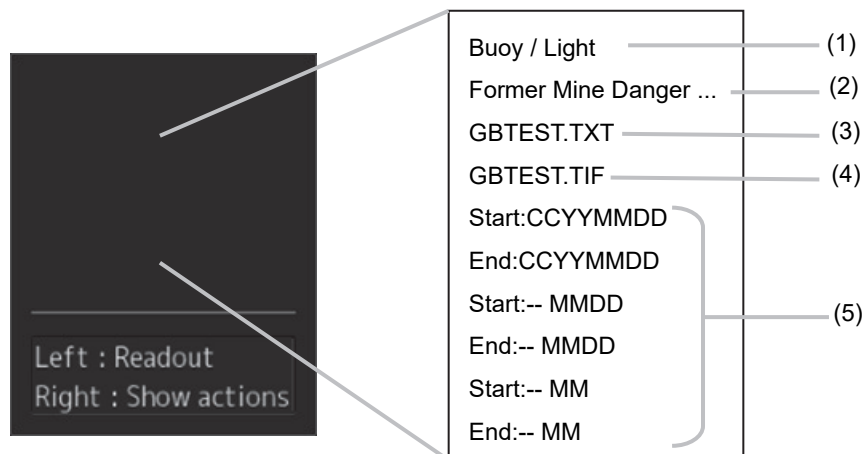 Left : Readout
Right : Show actions
Buoy / Light
(1)
Former Mine Danger ...
(2)
GBTEST.TXT
(3)
GBTEST.TIF
(4)
Start:CCYYMMDD
End:CCYYMMDD
Start:-- MMDD
End:-- MMDD
Start:-- MM
End:-- MM
(5)